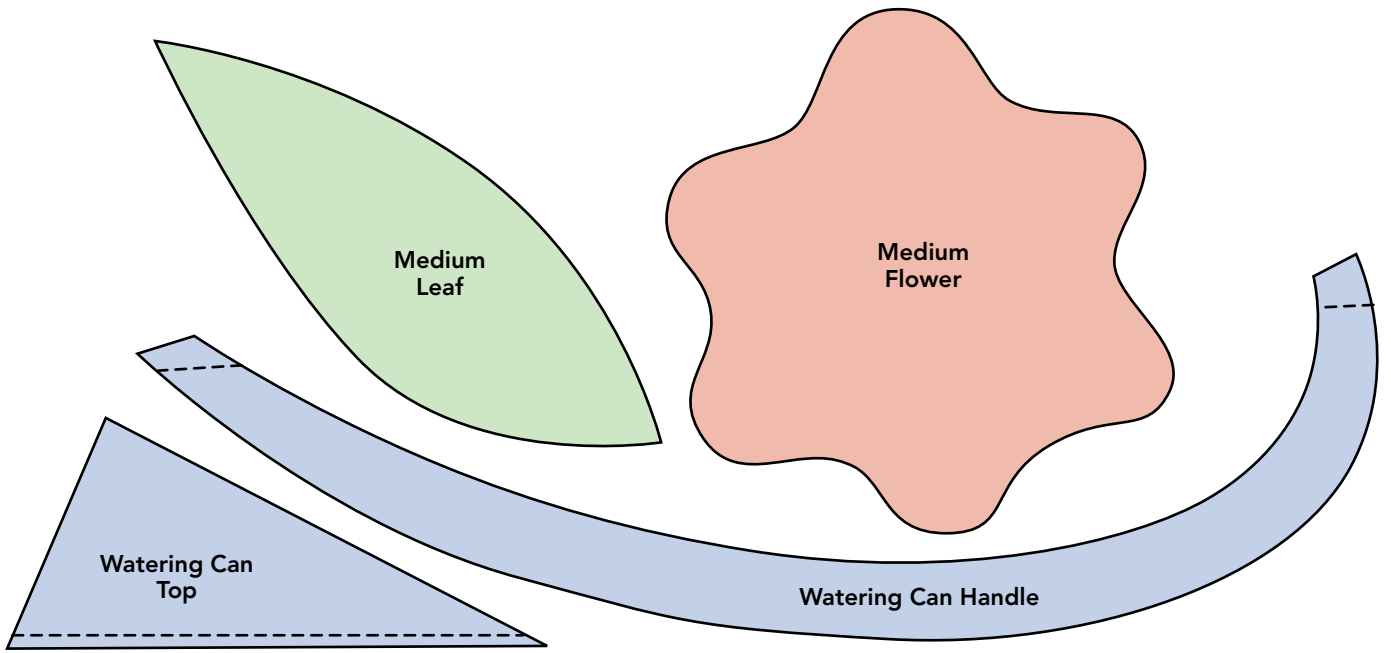 Medium
Leaf
Medium
Flower
Watering Can
Top
Watering Can Handle